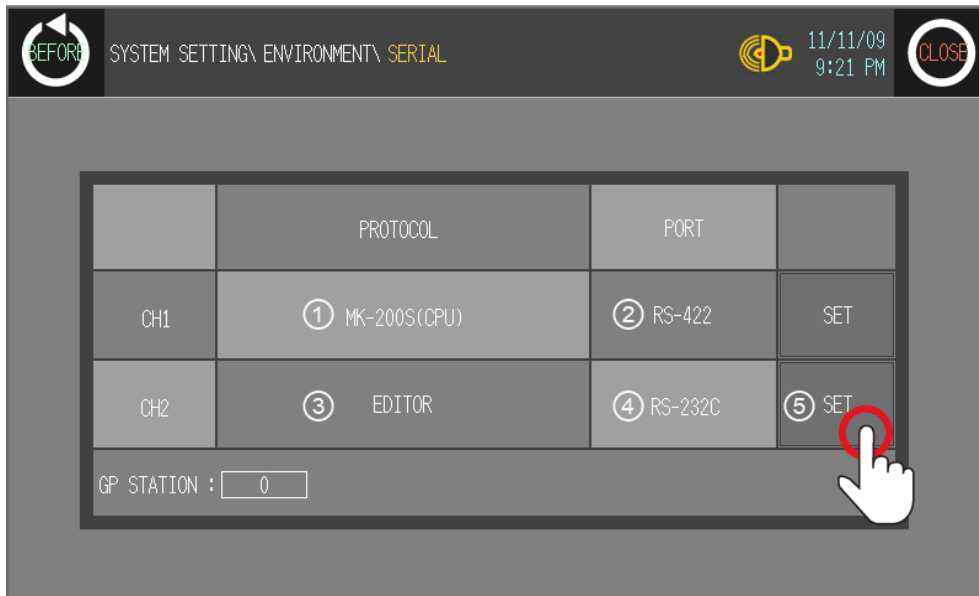 BEFORE SYSTEM SETTING\ ENVIRONMENT\ SERIAL 11/11/09 CLOSE
9:21 PM
PROTOCOL PORT
CH1 ① MK-200S(CPU) ② RS-422 SET
CH2 ③ EDITOR ④ RS-232C ⑤ SET
GP STATION : 0